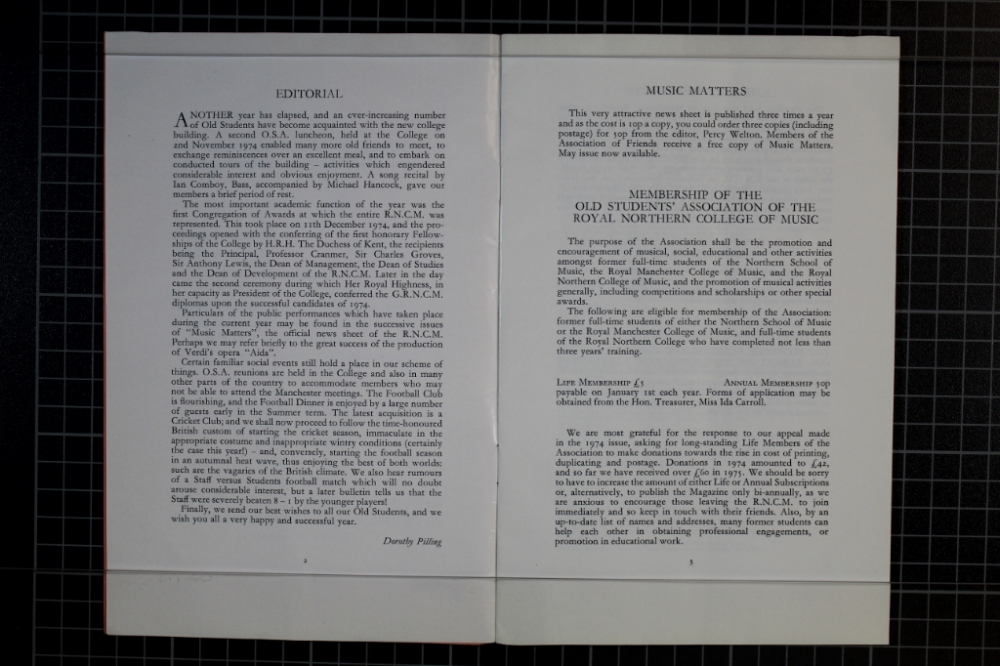 EDITORIAL
ANOTHER year has elapsed, and an ever-increasing number
of Old Students have become acquainted with the new college
building. A second O.S.A. luncheon, held at the College on
2nd November 1974 enabled many more old friends to meet, to
exchange reminiscences over an excellent meal, and to embark on
conducted tours of the building – activities which engendered
considerable interest and obvious enjoyment. A song recital by
Ian Comboy, Bass, accompanied by Michael Hancock, gave our
members a brief period of rest.
The most important academic function of the year was the
first Congregation of Awards at which the entire R.N.C.M. was
represented. This took place on 11th December 1974, and the pro-
ceedings opened with the conferring of the first honorary Fellow-
ships of the College by H.R.H. The Duchess of Kent, the recipients
being the Principal, Professor Cranmer, Sir Charles Groves,
Sir Anthony Lewis, the Dean of Management, the Dean of Studies
and the Dean of Development of the R.N.C.M. Later in the day
came the second ceremony during which Her Royal Highness, in
her capacity as President of the College, conferred the G.R.N.C.M.
diplomas upon the successful candidates of 1974.
Particulars of the public performances which have taken place
during the current year may be found in the successive issues
of "Music Matters", the official news sheet of the R.N.C.M.
Perhaps we may refer briefly to the great success of the production
of Verdi's opera "Aida".
Certain familiar social events still hold a place in our scheme of
things. O.S.A. reunions are held in the College and also in many
other parts of the country to accommodate members who may
not be able to attend the Manchester meetings. The Football Club
is flourishing, and the Football Dinner is enjoyed by a large number
of guests early in the Summer term. The latest acquisition is a
Cricket Club; and we shall now proceed to follow the time-honoured
British custom of starting the cricket season, immaculate in the
appropriate costume and inappropriate wintry conditions (certainly
the case this year!) – and, conversely, starting the football season
in an autumnal heat wave, thus enjoying the best of both worlds:
such are the vagaries of the British climate. We also hear rumours
of a Staff versus Students football match which will no doubt
arouse considerable interest, but a later bulletin tells us that the
Staff were severely beaten 8 – 1 by the younger players!
Finally, we send our best wishes to all our Old Students, and we
wish you all a very happy and successful year.
Dorothy Pilling
2
MUSIC MATTERS
This very attractive news sheet is published three times a year
and as the cost is 10p a copy, you could order three copies (including
postage) for 50p from the editor, Percy Welton. Members of the
Association of Friends receive a free copy of Music Matters.
May issue now available.
MEMBERSHIP OF THE
OLD STUDENTS' ASSOCIATION OF THE
ROYAL NORTHERN COLLEGE OF MUSIC
The purpose of the Association shall be the promotion and
encouragement of musical, social, educational and other activities
amongst former full-time students of the Northern School of
Music, the Royal Manchester College of Music, and the Royal
Northern College of Music, and the promotion of musical activities
generally, including competitions and scholarships or other special
awards.
The following are eligible for membership of the Association:
former full-time students of either the Northern School of Music
or the Royal Manchester College of Music, and full-time students
of the Royal Northern College who have completed not less than
three years' training.
LIFE MEMBERSHIP £5 ANNUAL MEMBERSHIP 50p
payable on January 1st each year. Forms of application may be
obtained from the Hon. Treasurer, Miss Ida Carroll.
We are most grateful for the response to our appeal made
in the 1974 issue, asking for long-standing Life Members of the
Association to make donations towards the rise in cost of printing,
duplicating and postage. Donations in 1974 amounted to £42,
and so far we have received over £60 in 1975. We should be sorry
to have to increase the amount of either Life or Annual Subscriptions
or, alternatively, to publish the Magazine only bi-annually, as we
are anxious to encourage those leaving the R.N.C.M. to join
immediately and so keep in touch with their friends. Also, by an
up-to-date list of names and addresses, many former students can
help each other in obtaining professional engagements, or
promotion in educational work.
3